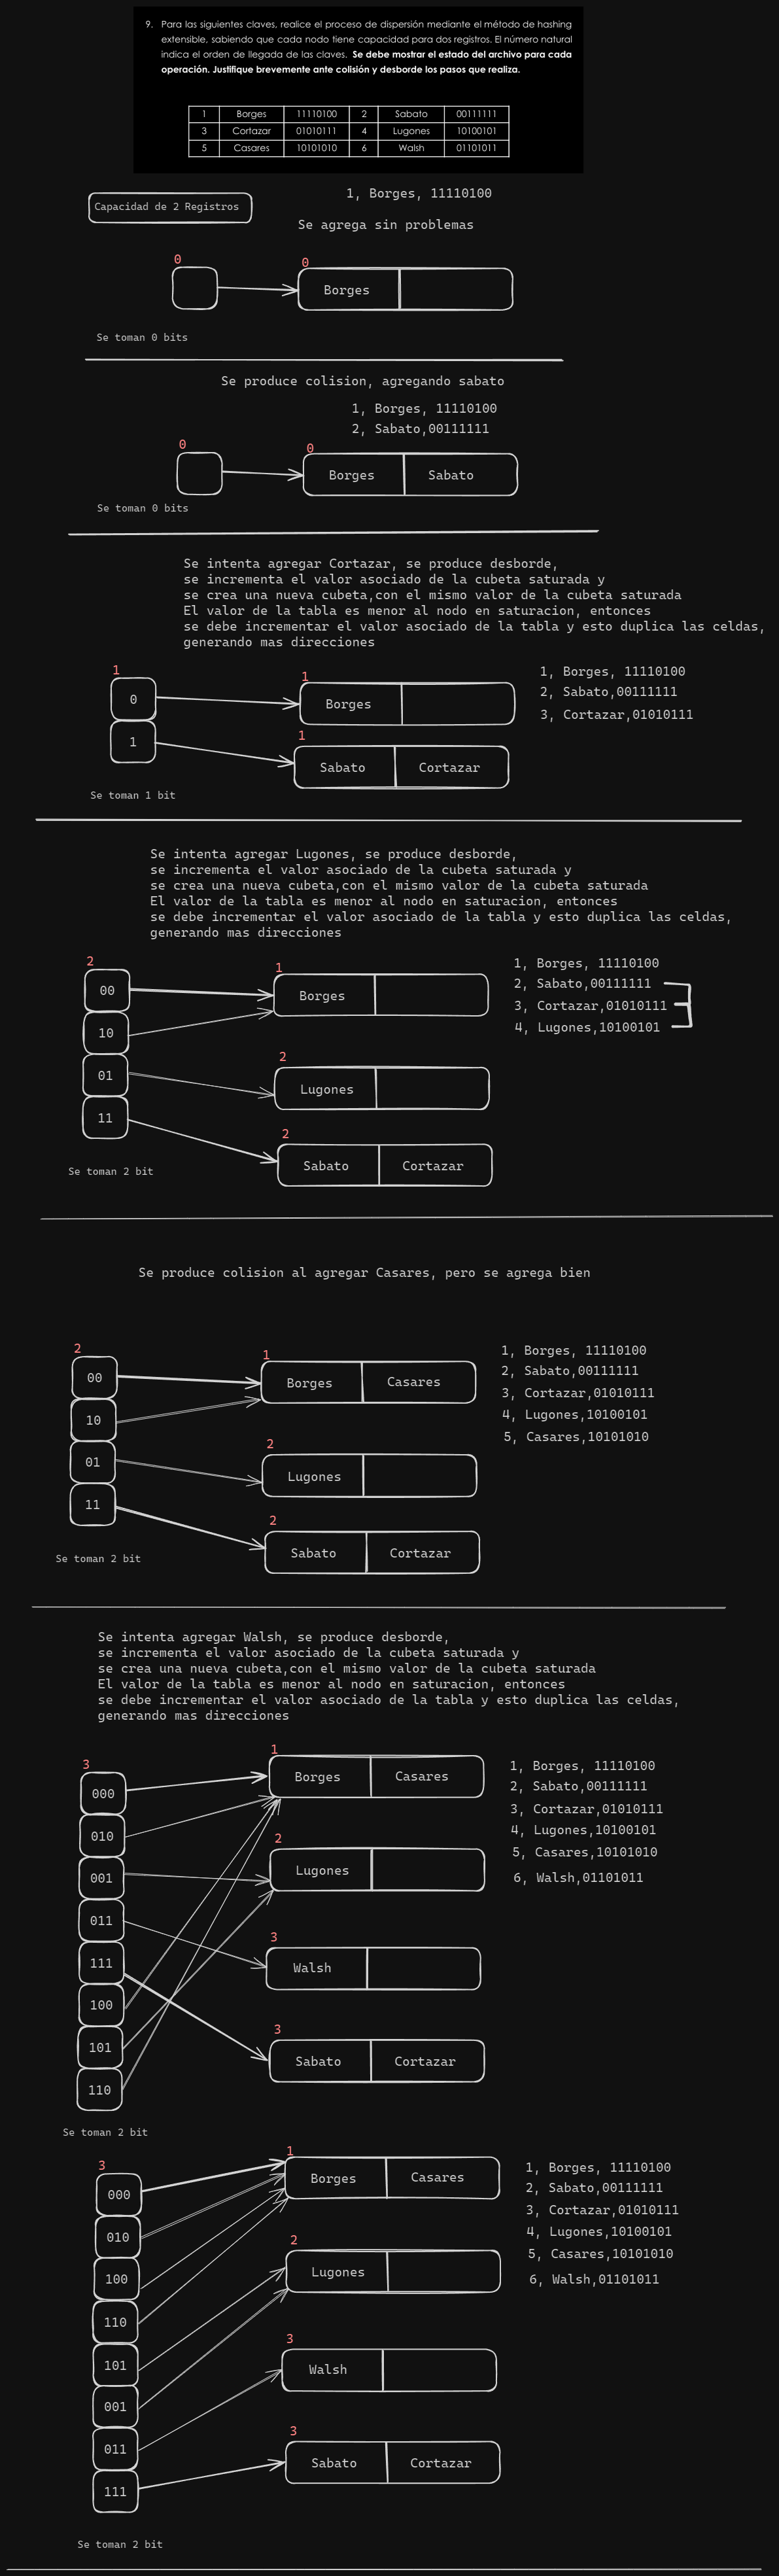 9. Para las siguientes claves, realice el proceso de dispersión mediante el método de hashing
extensible, sabiendo que cada nodo tiene capacidad para dos registros. El número natural
indica el orden de llegada de las claves. Se debe mostrar el estado del archivo para cada
operación. Justifique brevemente ante colisión y desborde los pasos que realiza.
1 Borges 11110100 2 Sabato 00111111
3 Cortazar 01010111 4 Lugones 10100101
5 Casares 10101010 6 Walsh 01101011
Capacidad de 2 Registros
1, Borges, 11110100
Se agrega sin problemas
0 0
Borges
Se toman 0 bits
Se produce colision, agregando sabato
1, Borges, 11110100
2, Sabato,00111111
0 0
Borges Sabato
Se toman 0 bits
Se intenta agregar Cortazar, se produce desborde,
se incrementa el valor asociado de la cubeta saturada y
se crea una nueva cubeta,con el mismo valor de la cubeta saturada
El valor de la tabla es menor al nodo en saturacion, entonces
se debe incrementar el valor asociado de la tabla y esto duplica las celdas,
generando mas direcciones
1 1
0 Borges
1
1 Sabato Cortazar
1, Borges, 11110100
2, Sabato,00111111
3, Cortazar,01010111
Se toman 1 bit
Se intenta agregar Lugones, se produce desborde,
se incrementa el valor asociado de la cubeta saturada y
se crea una nueva cubeta,con el mismo valor de la cubeta saturada
El valor de la tabla es menor al nodo en saturacion, entonces
se debe incrementar el valor asociado de la tabla y esto duplica las celdas,
generando mas direcciones
2 1
00 Borges
10
2
01 Lugones
2
11 Sabato Cortazar
1, Borges, 11110100
2, Sabato,00111111
3, Cortazar,01010111
4, Lugones,10100101
Se toman 2 bit
Se produce colision al agregar Casares, pero se agrega bien
2 1
00 Borges Casares
10
2
01 Lugones
2
11 Sabato Cortazar
1, Borges, 11110100
2, Sabato,00111111
3, Cortazar,01010111
4, Lugones,10100101
5, Casares,10101010
Se toman 2 bit
Se intenta agregar Walsh, se produce desborde,
se incrementa el valor asociado de la cubeta saturada y
se crea una nueva cubeta,con el mismo valor de la cubeta saturada
El valor de la tabla es menor al nodo en saturacion, entonces
se debe incrementar el valor asociado de la tabla y esto duplica las celdas,
generando mas direcciones
3 1
000 Borges Casares
010
2
001 Lugones
011
3
111 Walsh
100
3
101 Sabato Cortazar
110
1, Borges, 11110100
2, Sabato,00111111
3, Cortazar,01010111
4, Lugones,10100101
5, Casares,10101010
6, Walsh,01101011
Se toman 2 bit
3 1
000 Borges Casares
010
2
100 Lugones
110
3
101 Walsh
001
3
011 Sabato Cortazar
111
1, Borges, 11110100
2, Sabato,00111111
3, Cortazar,01010111
4, Lugones,10100101
5, Casares,10101010
6, Walsh,01101011
Se toman 2 bit